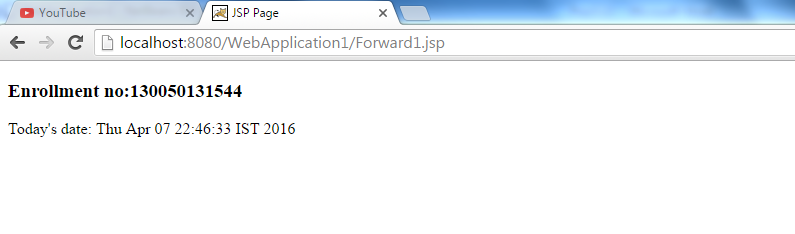 YouTube
JSP Page
localhost:8080/WebApplication1/Forward1.jsp
Enrollment no:130050131544
Today's date: Thu Apr 07 22:46:33 IST 2016